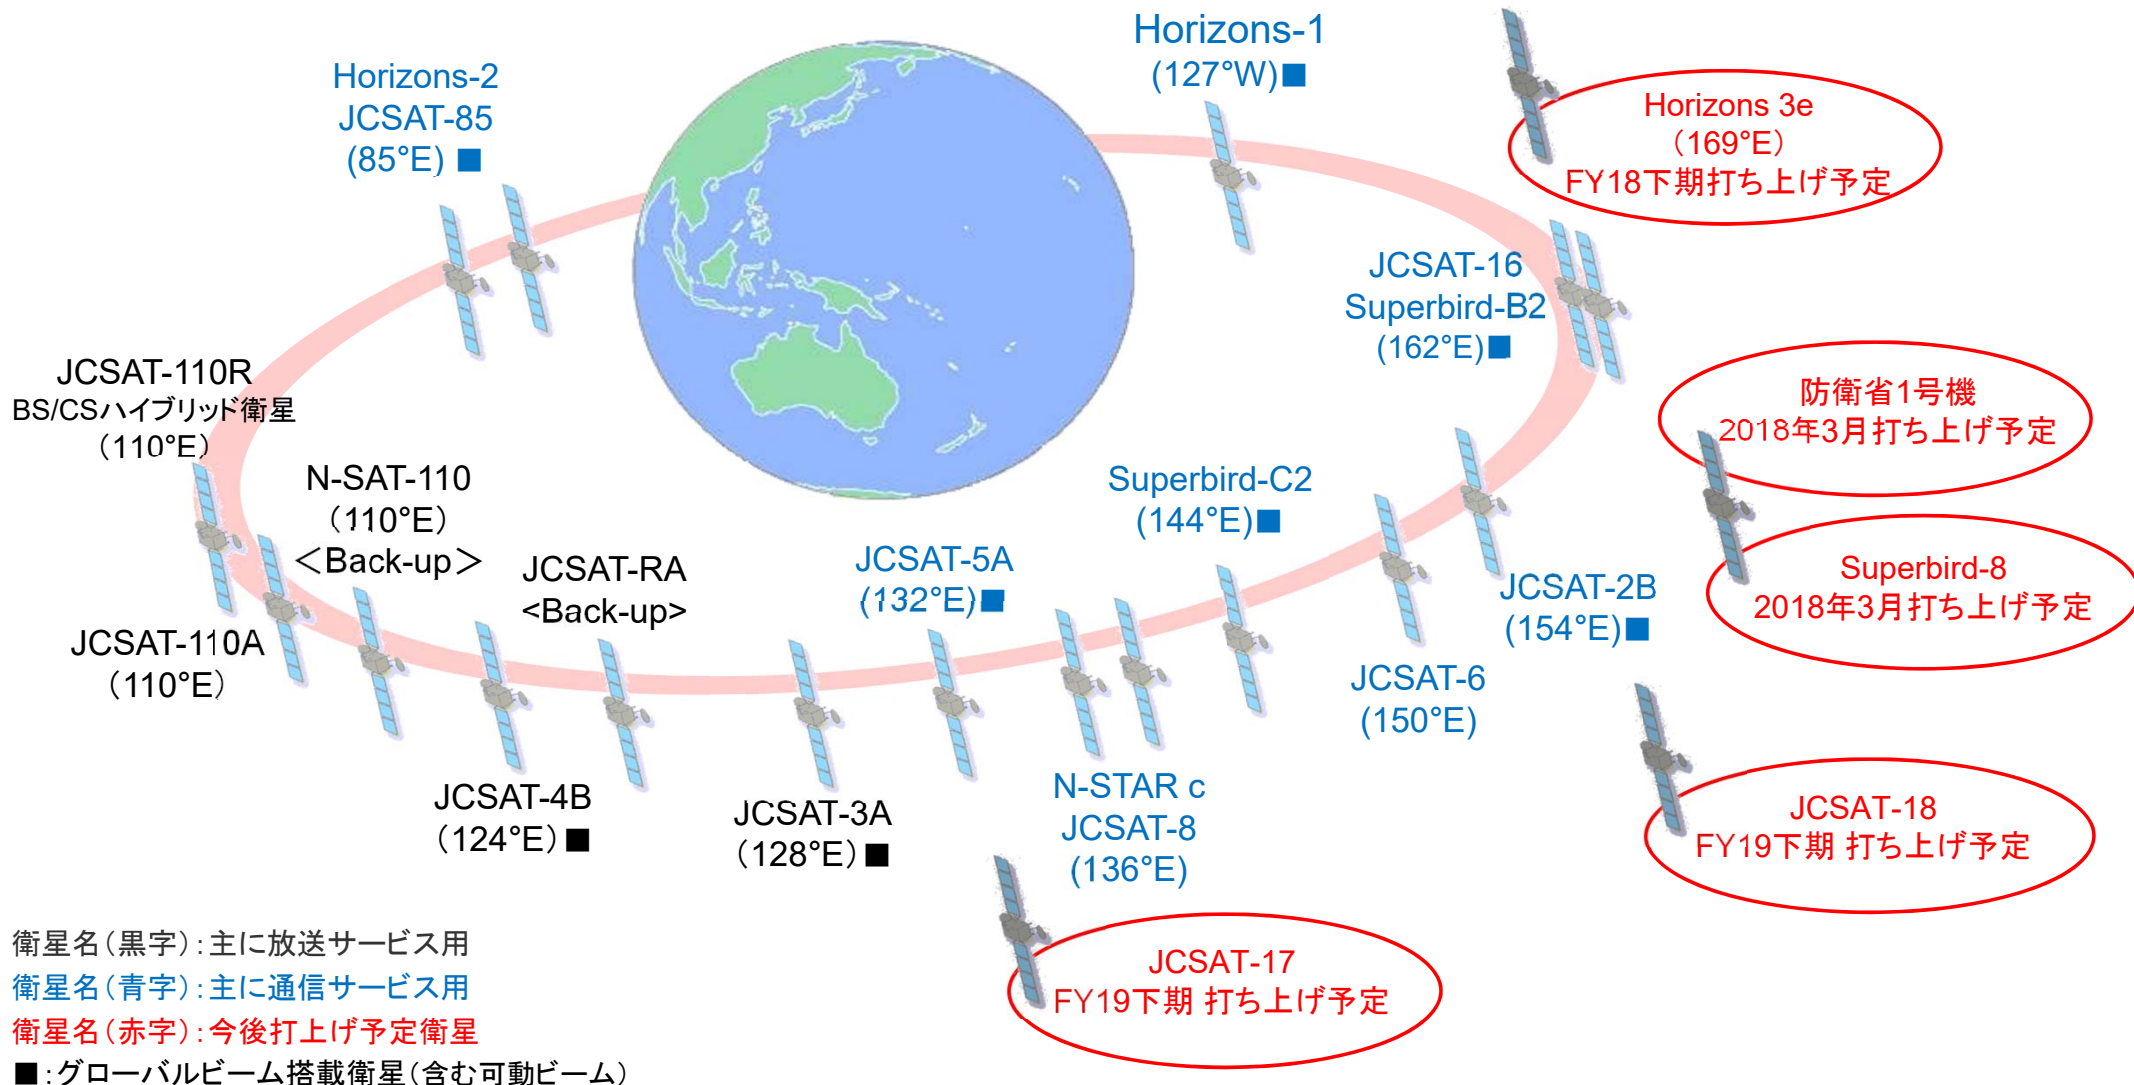 Horizons-1
(127°W)■
Horizons-2
JCSAT-85
(85°E) ■
Horizons 3e
(169°E)
FY18下期打ち上げ予定
JCSAT-16
Superbird-B2
(162°E)■
JCSAT-110R
BS/CSハイブリッド衛星
(110°E)
防衛省1号機
2018年3月打ち上げ予定
N-SAT-110
(110°E)
＜Back-up＞
Superbird-C2
(144°E)■
JCSAT-RA
<Back-up>
JCSAT-5A
(132°E)■
Superbird-8
2018年3月打ち上げ予定
JCSAT-2B
(154°E)■
JCSAT-110A
(110°E)
JCSAT-6
(150°E)
JCSAT-4B
(124°E)■
JCSAT-3A
(128°E)■
N-STAR c
JCSAT-8
(136°E)
JCSAT-18
FY19下期 打ち上げ予定
JCSAT-17
FY19下期 打ち上げ予定
衛星名(黒字):主に放送サービス用
衛星名(青字):主に通信サービス用
衛星名(赤字):今後打上げ予定衛星
■:グローバルビーム搭載衛星(含む可動ビーム)